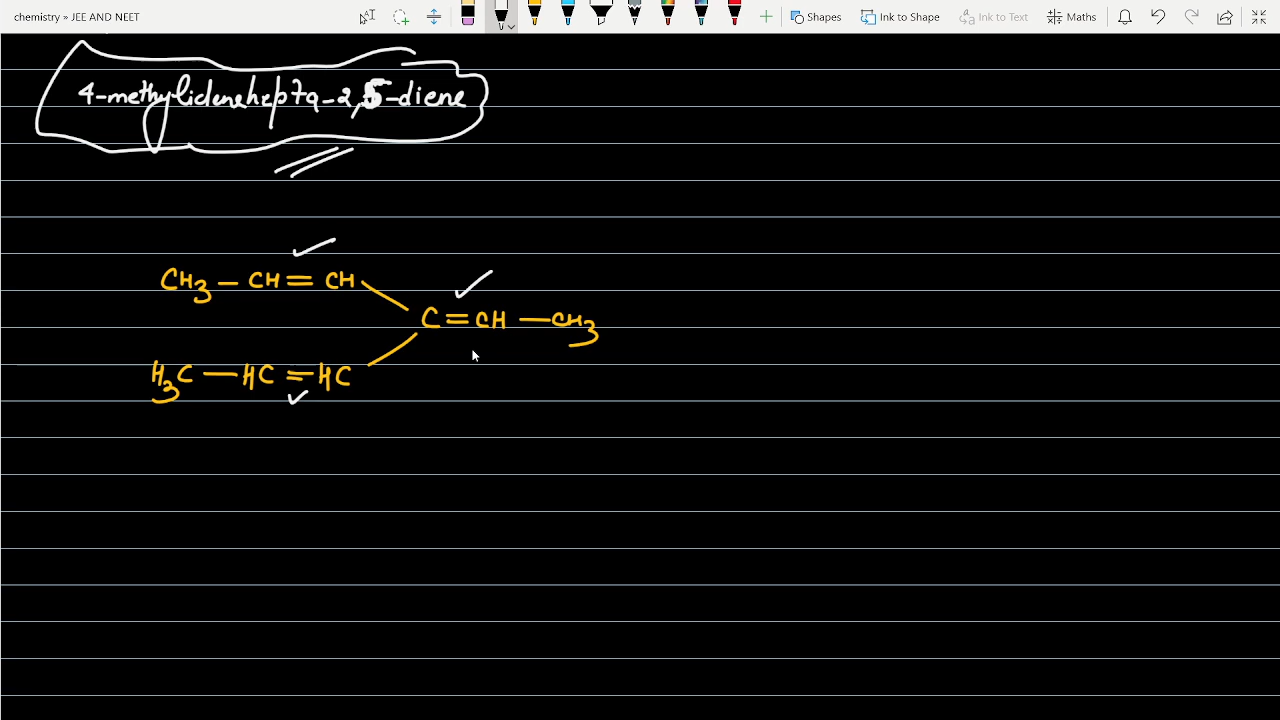 chemistry » JEE AND NEET
Shapes
Ink to Shape
Ink to Text
Maths
4-methylidenehepta-2,5-diene
CH3 — CH = CH
C = CH — CH3
H3C — HC = HC